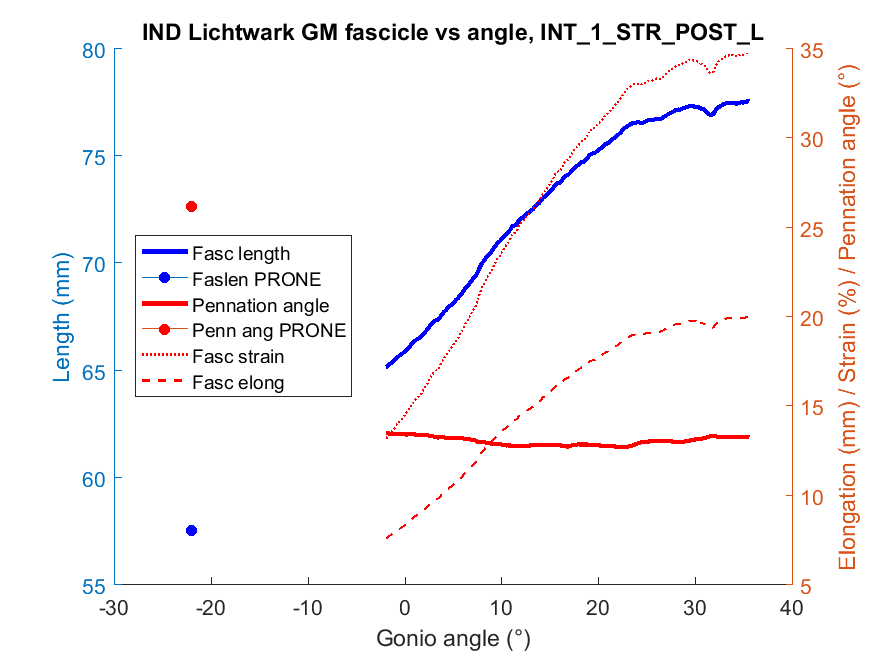 IND Lichtwark GM fascicle vs angle, INT_1_STR_POST_L
80
75
70
65
60
55
Length (mm)
35
30
25
20
15
10
5
Elongation (mm) / Strain (%) / Pennation angle (°)
Fasc length
Faslen PRONE
Pennation angle
Penn ang PRONE
Fasc strain
Fasc elong
-30 -20 -10 0 10 20 30 40
Gonio angle (°)